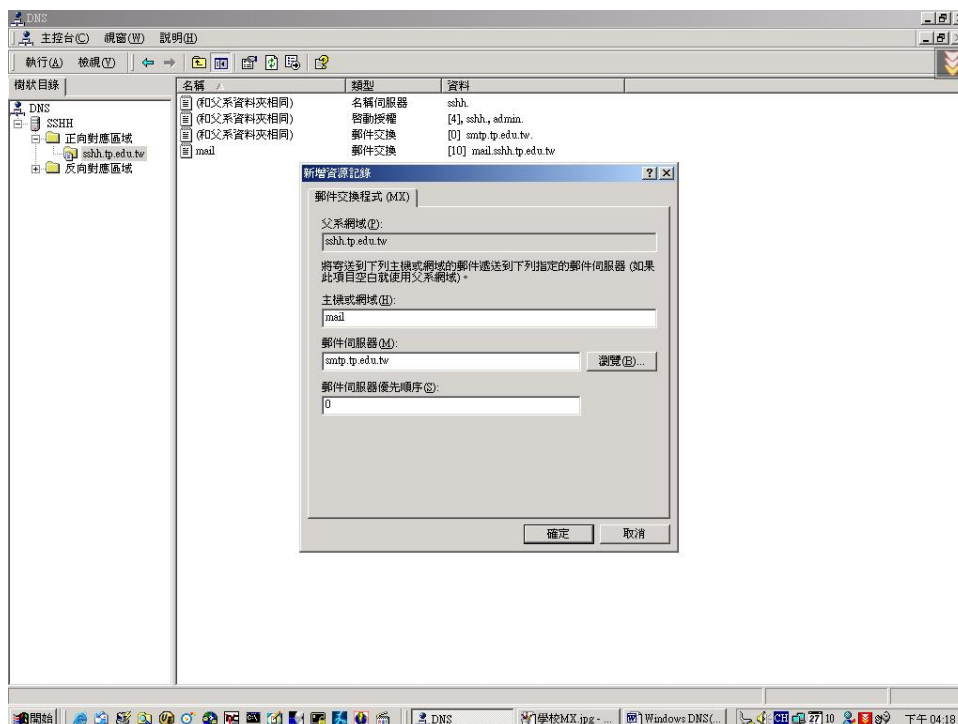 DNS
主控台(C) 視窗(W) 說明(H)
執行(A) 檢視(V)
樹狀目錄
名稱 類型 資料
DNS
SSHH
正向對應區域
sshh.tp.edu.tw
反向對應區域
(和父系資料夾相同) 名稱伺服器 sshh.
(和父系資料夾相同) 啓動授權 [4], sshh., admin.
(和父系資料夾相同) 郵件交換 [0] smtp.tp.edu.tw.
mail 郵件交換 [10] mail.sshh.tp.edu.tw
新增資源記錄
郵件交換程式 (MX)
父系網域(P):
sshh.tp.edu.tw
將寄送到下列主機或網域的郵件遞送到下列指定的郵件伺服器 (如果
此項目空白就使用父系網域)。
主機或網域(H):
mail
郵件伺服器(M):
smtp.tp.edu.tw
瀏覽(B)...
郵件伺服器優先順序(S):
0
確定 取消
開始 DNS 學校MX.jpg - ... Windows DNS(... CH 27 10 下午 04:18